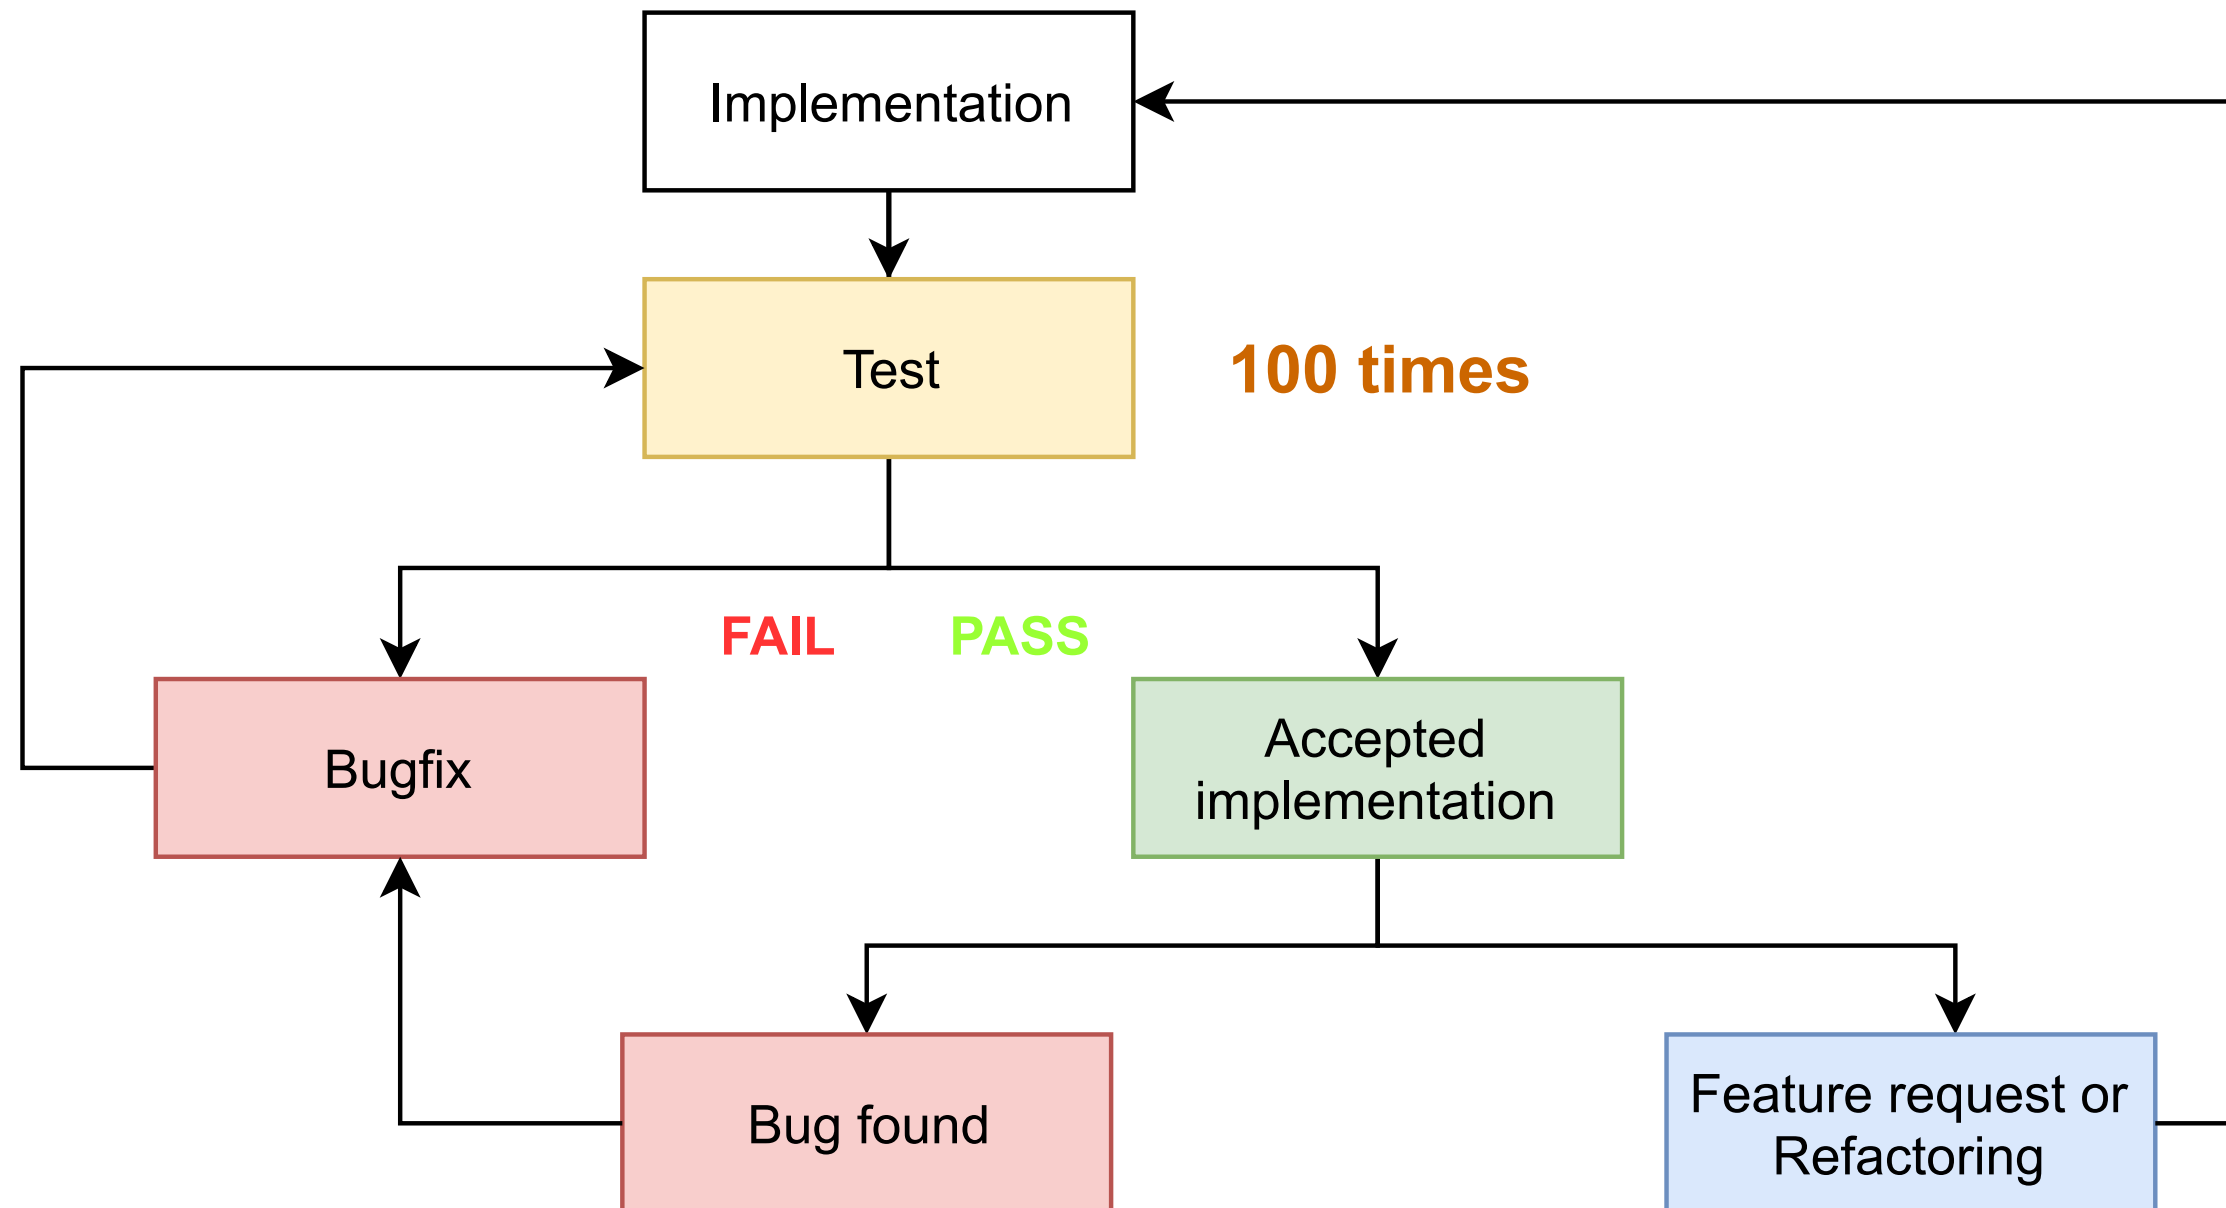 Implementation
Test
100 times
FAIL
PASS
Bugfix
Accepted
implementation
Bug found
Feature request or
Refactoring